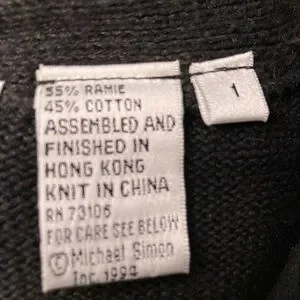 55% RAMIE
45% COTTON
ASSEMBLED AND
FINISHED IN
HONG KONG
KNIT IN CHINA
RN 73105
FOR CARE SEE BELOW
© Michael Simon
Inc. 1994
1